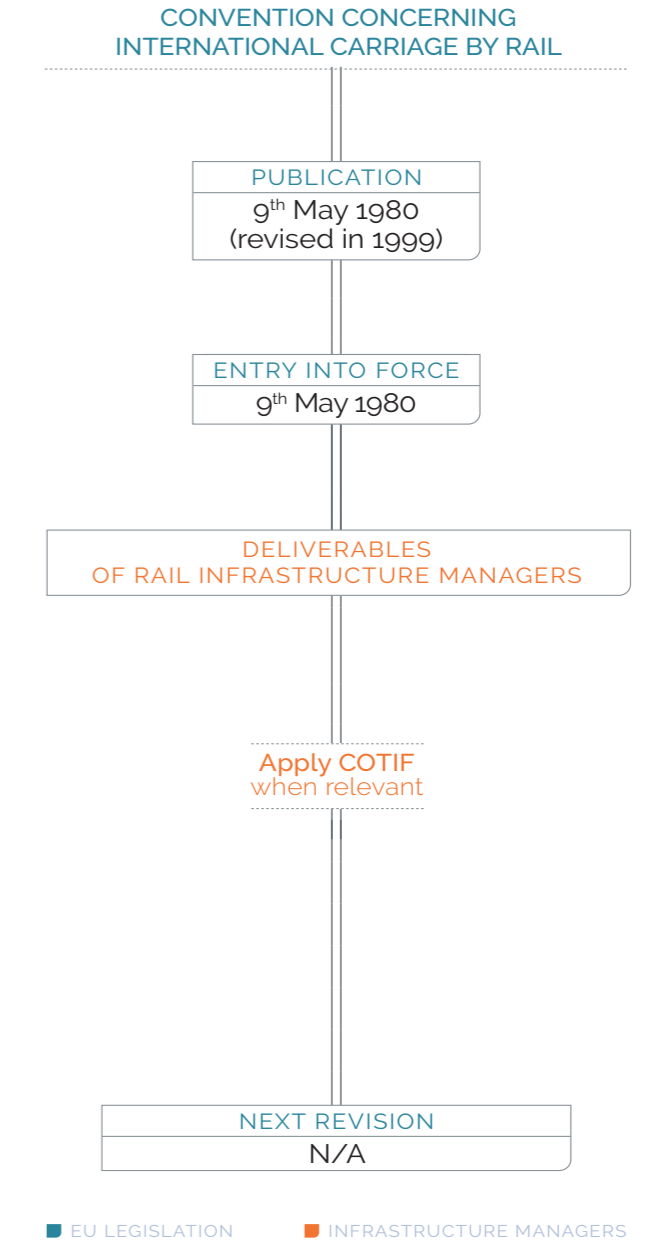 CONVENTION CONCERNING
INTERNATIONAL CARRIAGE BY RAIL
PUBLICATION
9th May 1980
(revised in 1999)
ENTRY INTO FORCE
9th May 1980
DELIVERABLES
OF RAIL INFRASTRUCTURE MANAGERS
Apply COTIF
when relevant
NEXT REVISION
N/A
EU LEGISLATION
INFRASTRUCTURE MANAGERS